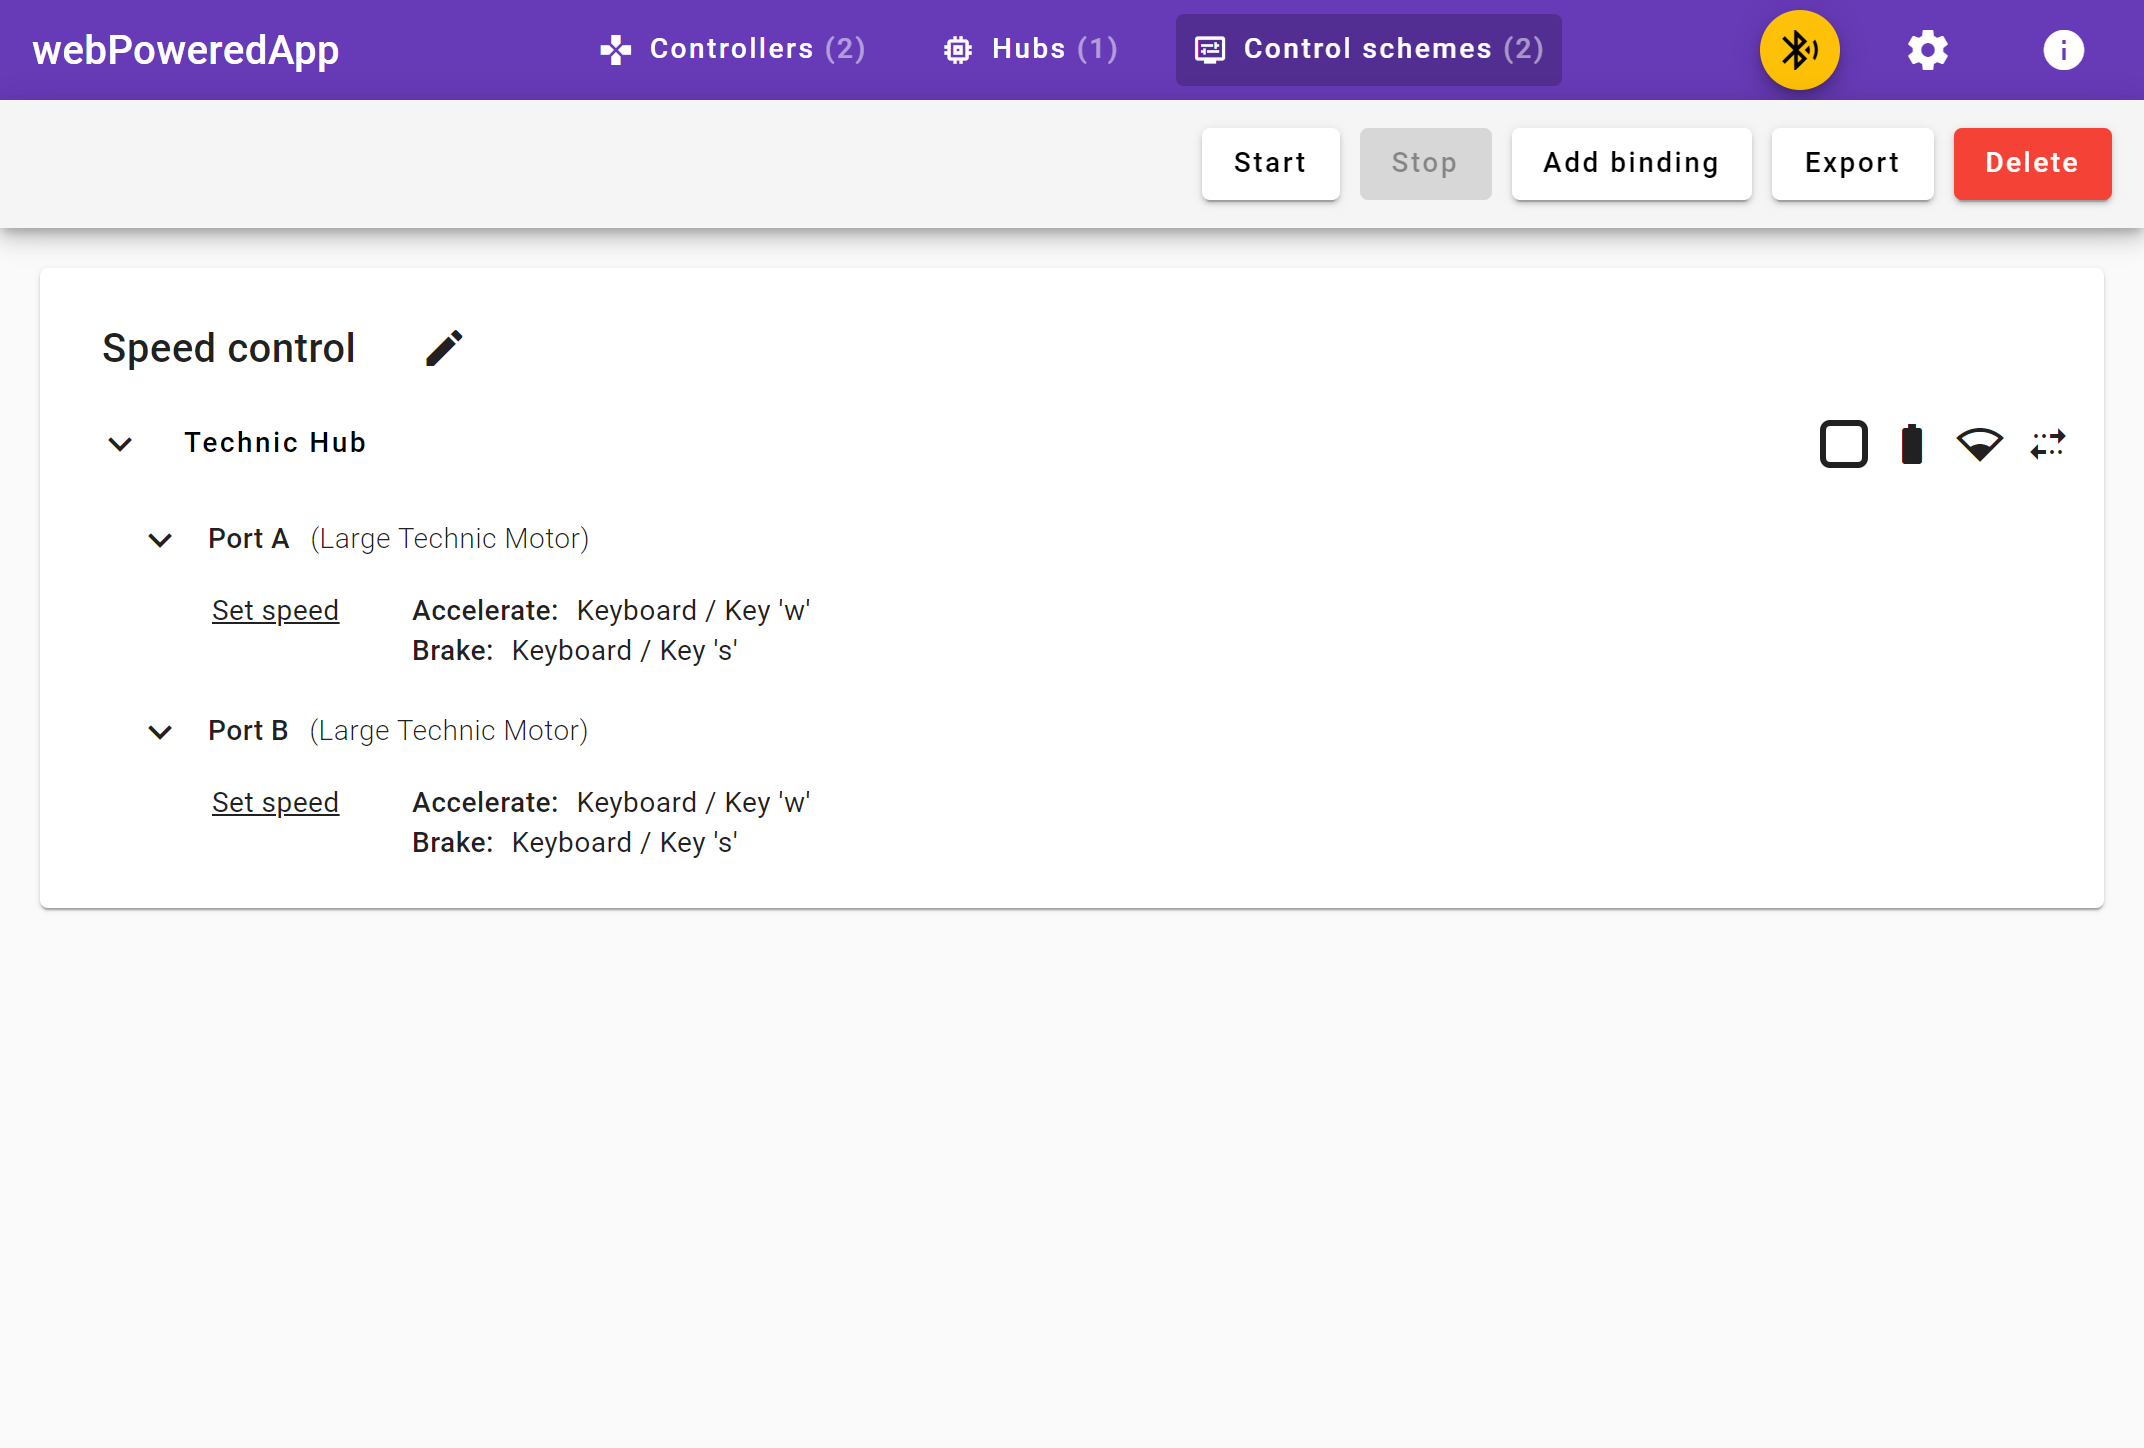 webPoweredApp
Controllers (2)
Hubs (1)
Control schemes (2)
Start
Stop
Add binding
Export
Delete
Speed control
Technic Hub
Port A (Large Technic Motor)
Set speed
Accelerate: Keyboard / Key 'w'
Brake: Keyboard / Key 's'
Port B (Large Technic Motor)
Set speed
Accelerate: Keyboard / Key 'w'
Brake: Keyboard / Key 's'